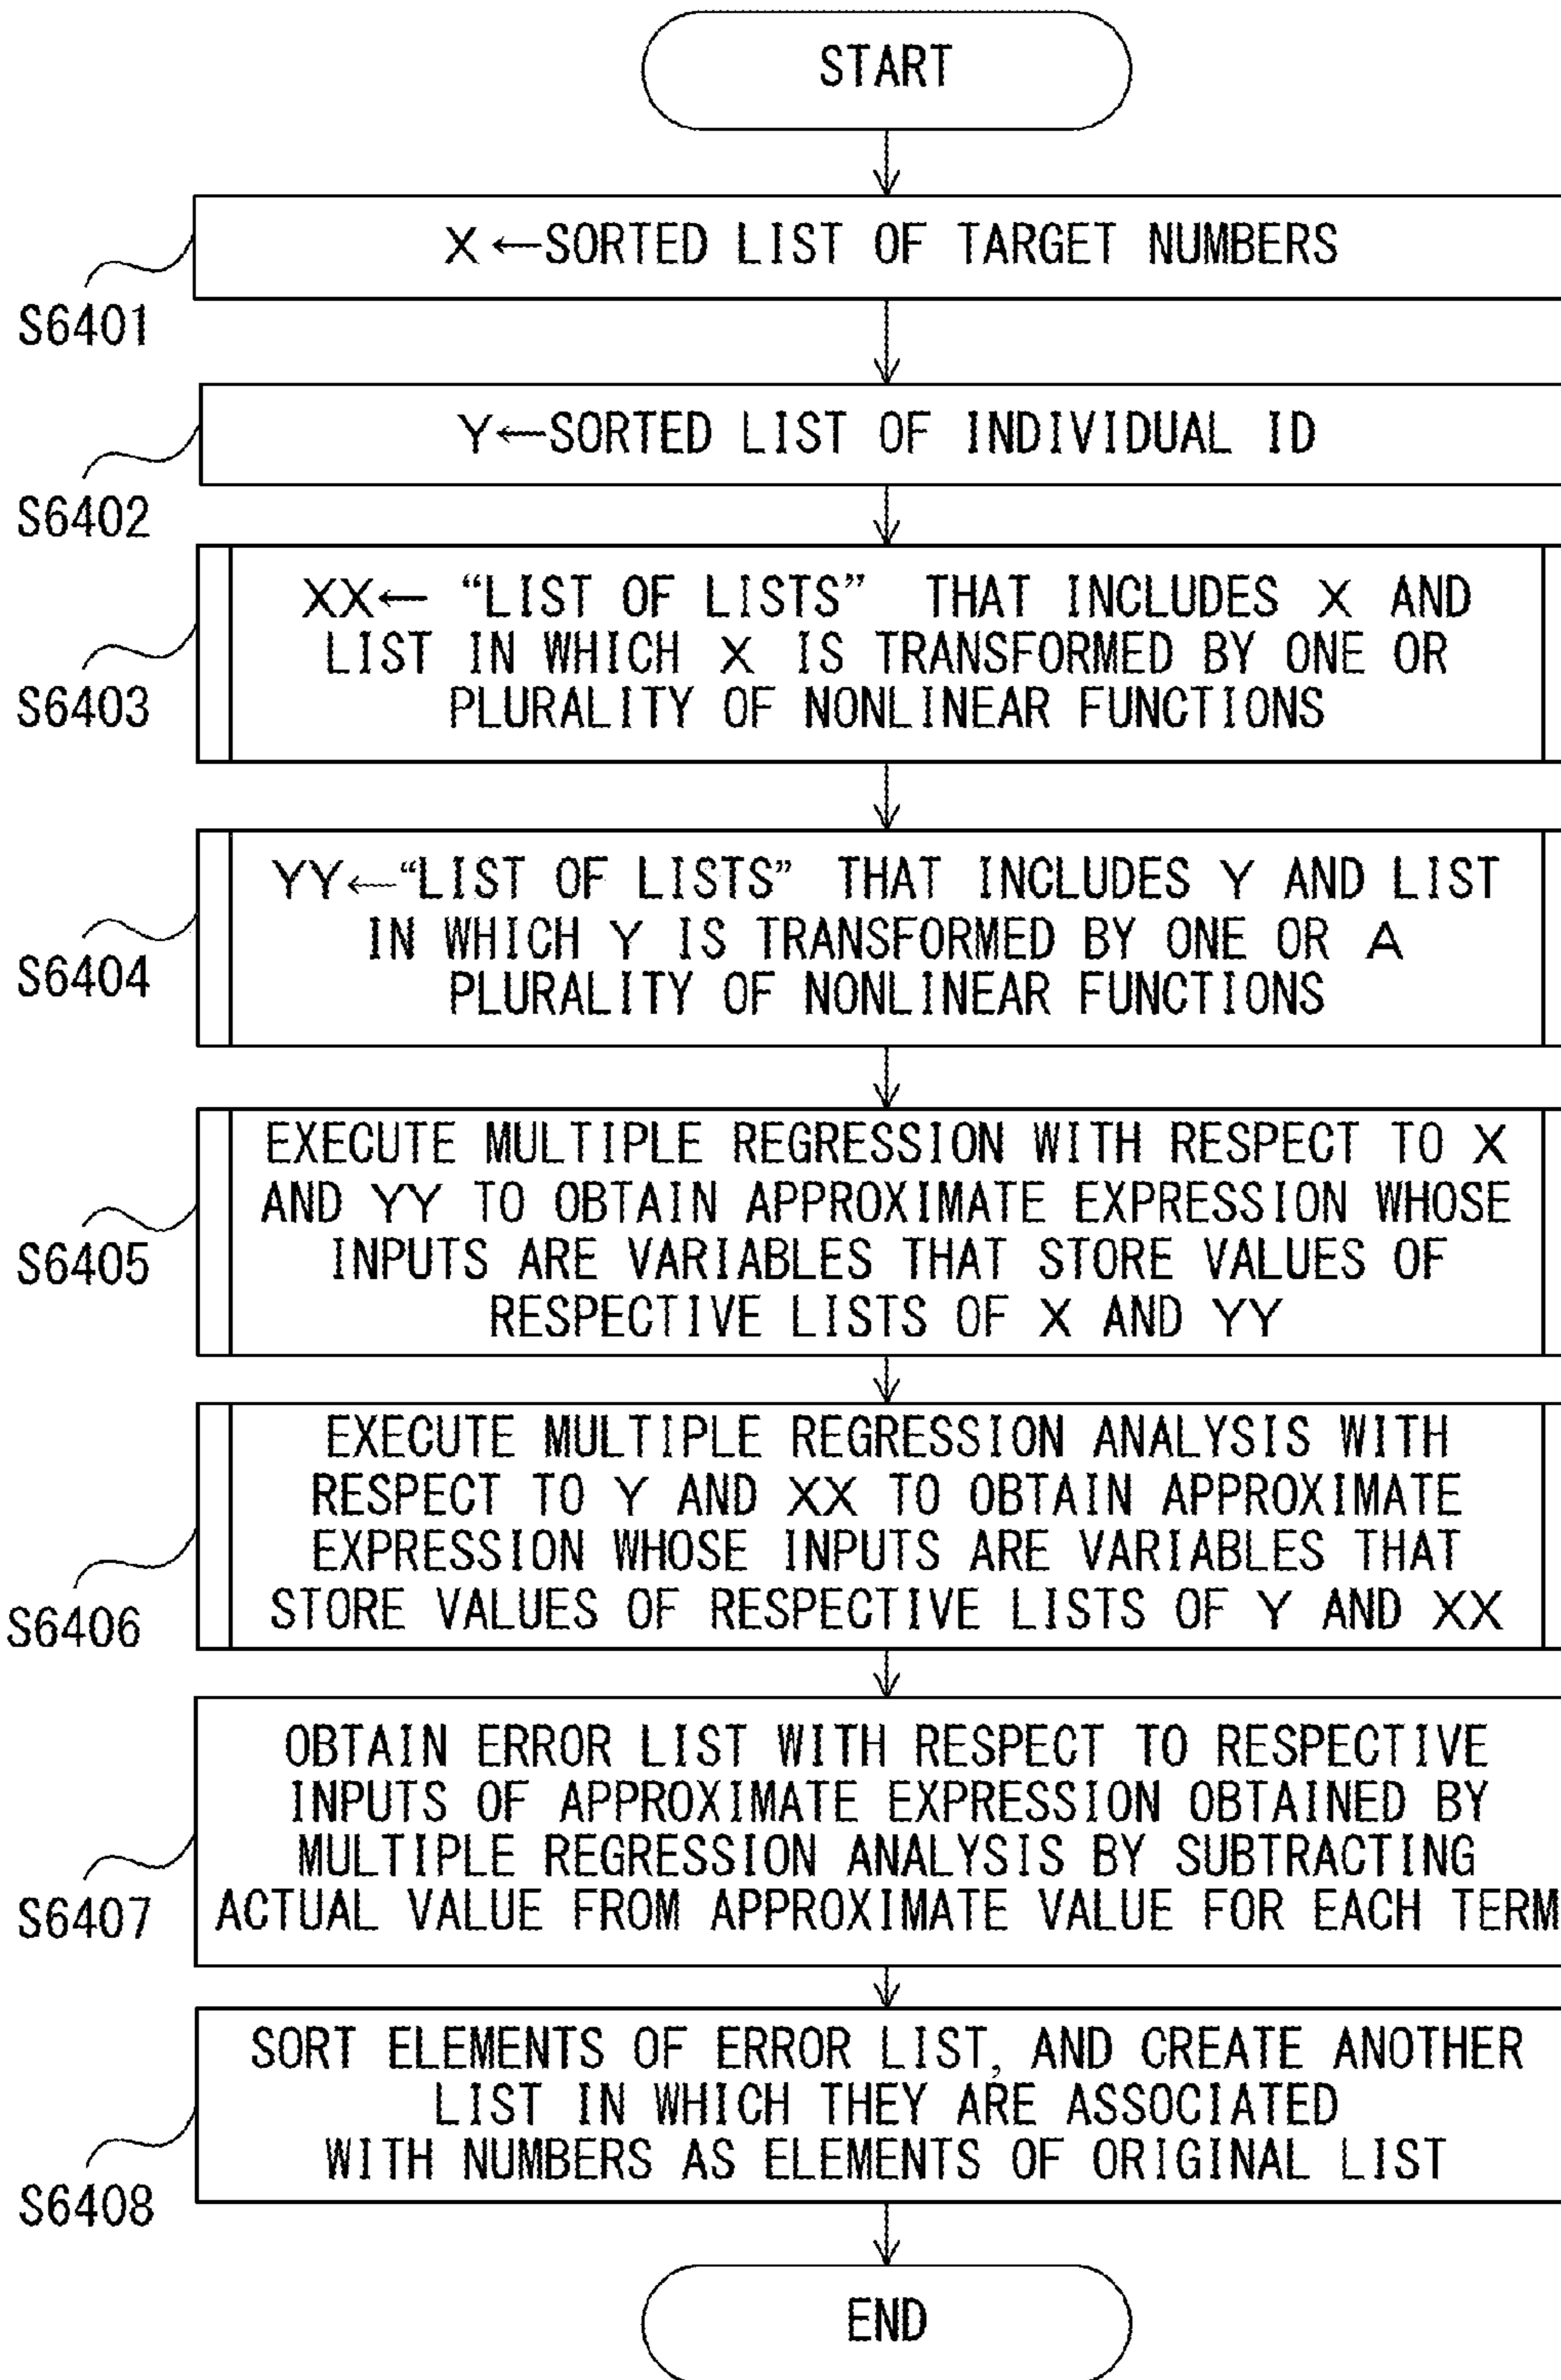 START
X←SORTED LIST OF TARGET NUMBERS
S6401
Y←SORTED LIST OF INDIVIDUAL ID
S6402
XX← “LIST OF LISTS” THAT INCLUDES X AND
LIST IN WHICH X IS TRANSFORMED BY ONE OR
PLURALITY OF NONLINEAR FUNCTIONS
S6403
YY←“LIST OF LISTS” THAT INCLUDES Y AND LIST
IN WHICH Y IS TRANSFORMED BY ONE OR A
PLURALITY OF NONLINEAR FUNCTIONS
S6404
EXECUTE MULTIPLE REGRESSION WITH RESPECT TO X
AND YY TO OBTAIN APPROXIMATE EXPRESSION WHOSE
INPUTS ARE VARIABLES THAT STORE VALUES OF
RESPECTIVE LISTS OF X AND YY
S6405
EXECUTE MULTIPLE REGRESSION ANALYSIS WITH
RESPECT TO Y AND XX TO OBTAIN APPROXIMATE
EXPRESSION WHOSE INPUTS ARE VARIABLES THAT
STORE VALUES OF RESPECTIVE LISTS OF Y AND XX
S6406
OBTAIN ERROR LIST WITH RESPECT TO RESPECTIVE
INPUTS OF APPROXIMATE EXPRESSION OBTAINED BY
MULTIPLE REGRESSION ANALYSIS BY SUBTRACTING
ACTUAL VALUE FROM APPROXIMATE VALUE FOR EACH TERM
S6407
SORT ELEMENTS OF ERROR LIST, AND CREATE ANOTHER
LIST IN WHICH THEY ARE ASSOCIATED
WITH NUMBERS AS ELEMENTS OF ORIGINAL LIST
S6408
END